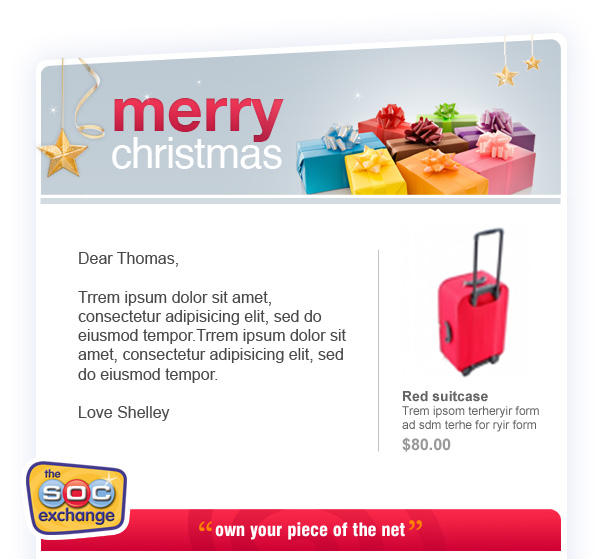 merry
christmas
Dear Thomas,
Trrem ipsum dolor sit amet,
consectetur adipisicing elit, sed do
eiusmod tempor.Trrem ipsum dolor sit
amet, consectetur adipisicing elit, sed
do eiusmod tempor.
Love Shelley
Red suitcase
Trem ipsom terheryir form
ad sdm terhe for ryir form
$80.00
the
SOC
exchange
“own your piece of the net”